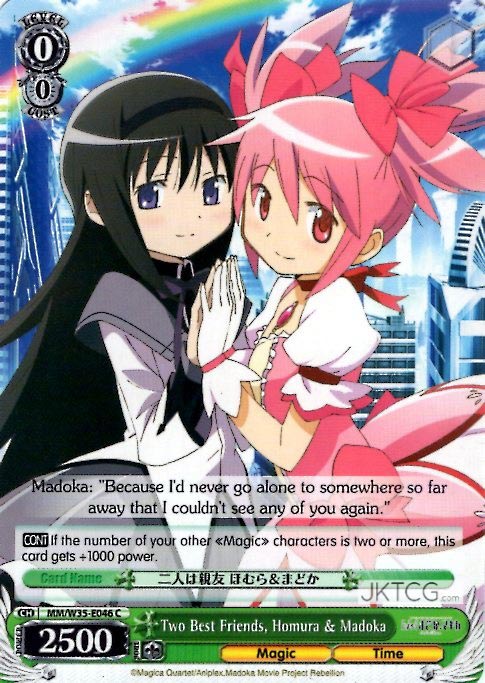 LEVEL
0
0
COST
Madoka: "Because I'd never go alone to somewhere so far
away that I couldn't see any of you again."
CONT If the number of your other «Magic» characters is two or more, this
card gets +1000 power.
Card Name 二人は親友 ほむら&まどか
JKTCG.com
CH MM/W35-E046 C
POWER 2500
SOUL
Two Best Friends, Homura & Madoka
Magic Time
©Magica Quartet/Aniplex,Madoka Movie Project Rebellion